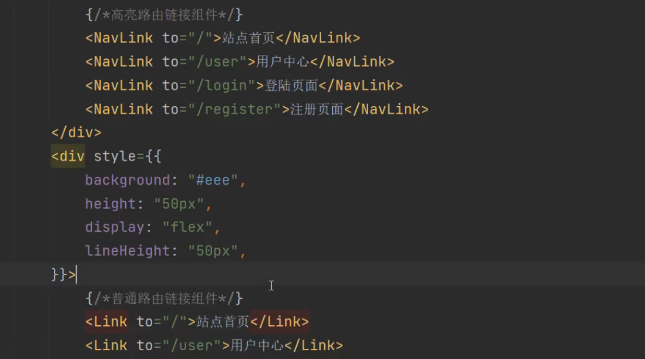 {/*高亮路由链接组件*/}
<NavLink to="/">站点首页</NavLink>
<NavLink to="/user">用户中心</NavLink>
<NavLink to="/login">登陆页面</NavLink>
<NavLink to="/register">注册页面</NavLink>
</div>
<div style={{
background: "#eee",
height: "50px",
display: "flex",
lineHeight: "50px",
}}>
{/*普通路由链接组件*/}
<Link to="/">站点首页</Link>
<Link to="/user">用户中心</Link>